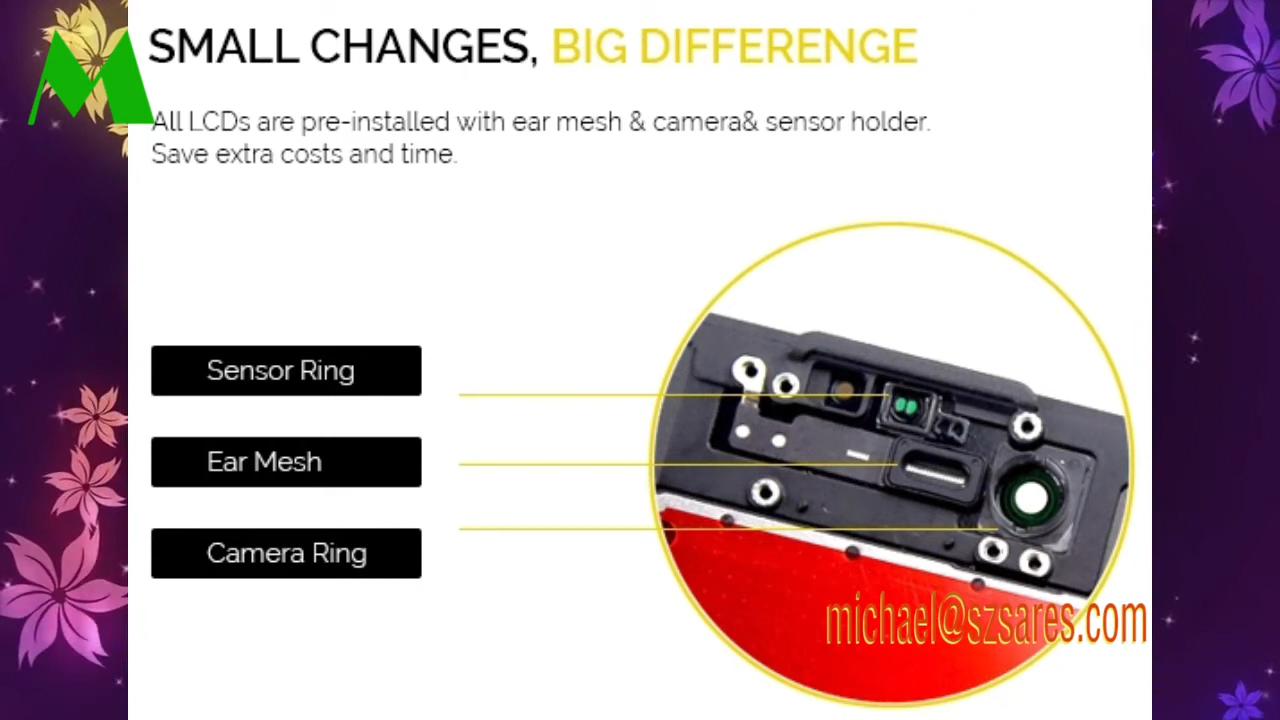 SMALL CHANGES, BIG DIFFERENGE
All LCDs are pre-installed with ear mesh & camera& sensor holder.
Save extra costs and time.
Sensor Ring
Ear Mesh
Camera Ring
michael@szsares.com